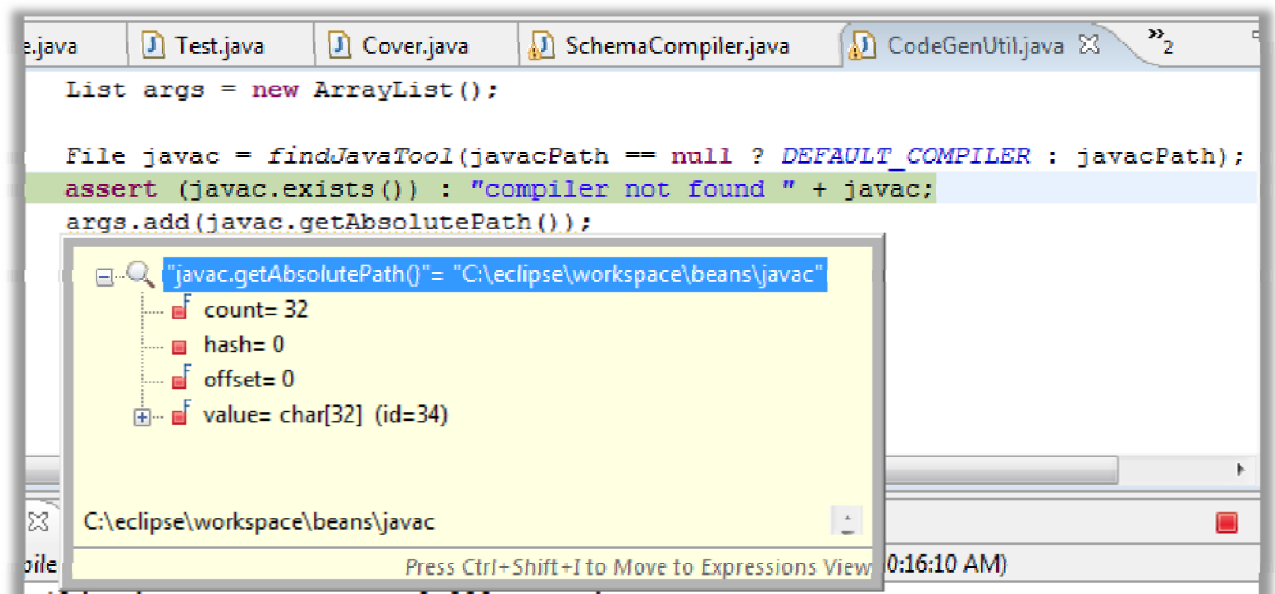 e.java Test.java Cover.java SchemaCompiler.java CodeGenUtil.java »2
List args = new ArrayList();
File javac = findJavaTool(javacPath == null ? DEFAULT_COMPILER : javacPath);
assert (javac.exists()) : "compiler not found " + javac;
args.add(javac.getAbsolutePath());
"javac.getAbsolutePath()"= "C:\eclipse\workspace\beans\javac"
count= 32
hash= 0
offset= 0
value= char[32] (id=34)
C:\eclipse\workspace\beans\javac
pile
Press Ctrl+Shift+I to Move to Expressions View
0:16:10 AM)